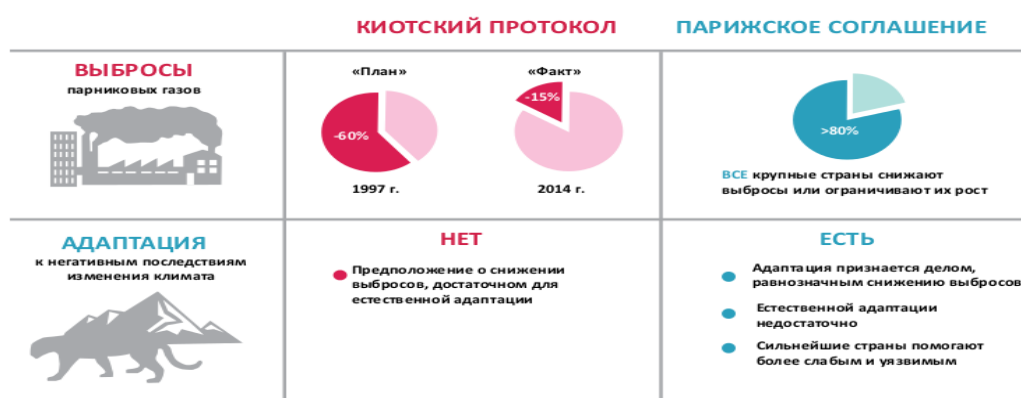 КИОТСКИЙ ПРОТОКОЛ
ПАРИЖСКОЕ СОГЛАШЕНИЕ
ВЫБРОСЫ
парниковых газов
«План»
-60%
1997 г.
«Факт»
-15%
2014 г.
>80%
ВСЕ крупные страны снижают
выбросы или ограничивают их рост
АДАПТАЦИЯ
к негативным последствиям
изменения климата
НЕТ
Предположение о снижении
выбросов, достаточном для
естественной адаптации
ЕСТЬ
Адаптация признается делом,
равнозначным снижению выбросов
Естественной адаптации
недостаточно
Сильнейшие страны помогают
более слабым и уязвимым